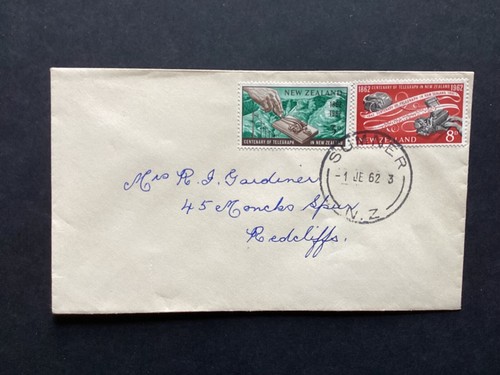 NEW ZEALAND
CENTENARY OF TELEGRAPH IN NEW ZEALAND
1862 CENTENARY OF TELEGRAPH IN NEW ZEALAND 1962
NEW ZEALAND 8D
SUMNER
-1 JE 62 3
N.Z
Mrs R. J. Gardiner
45 Moncks Spur
Redcliffs.